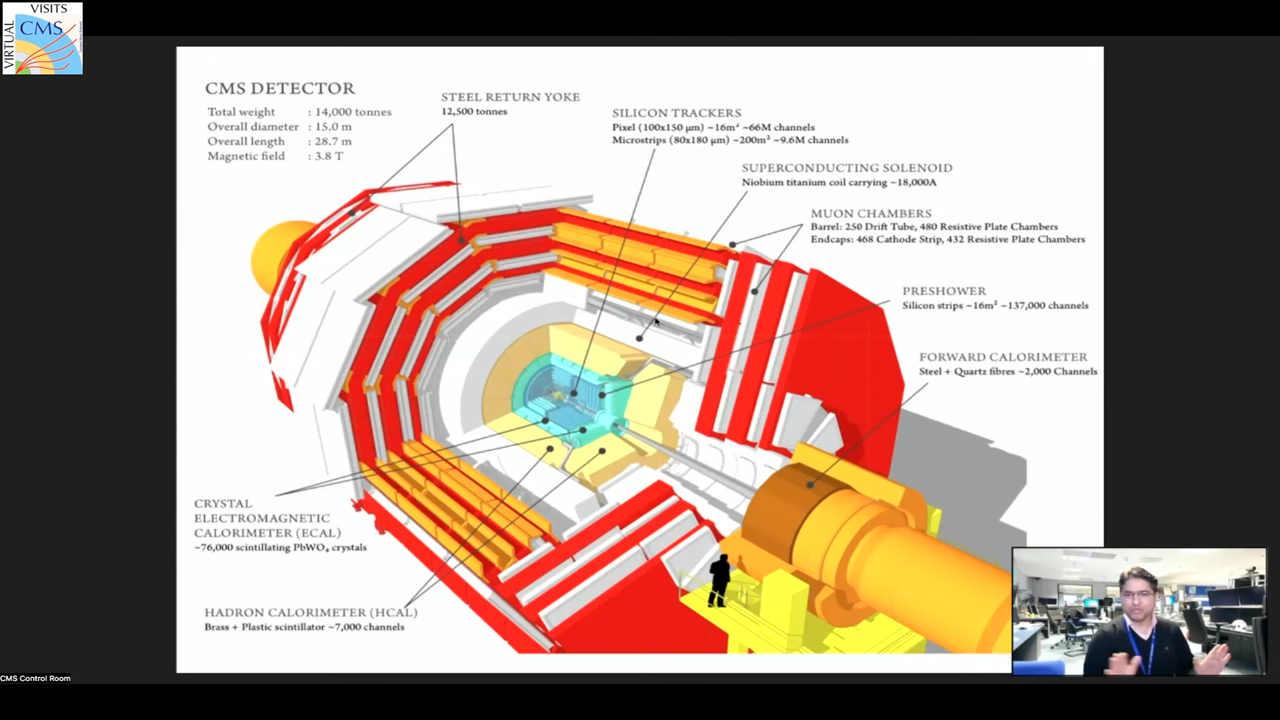 VISITS
VIRTUAL
CMS
CMS DETECTOR
Total weight : 14,000 tonnes
Overall diameter : 15.0 m
Overall length : 28.7 m
Magnetic field : 3.8 T
STEEL RETURN YOKE
12,500 tonnes
SILICON TRACKERS
Pixel (100x150 μm) ~16m² ~66M channels
Microstrips (80x180 μm) ~200m² ~9.6M channels
SUPERCONDUCTING SOLENOID
Niobium titanium coil carrying ~18,000A
MUON CHAMBERS
Barrel: 250 Drift Tube, 480 Resistive Plate Chambers
Endcaps: 468 Cathode Strip, 432 Resistive Plate Chambers
PRESHOWER
Silicon strips ~16m² ~137,000 channels
FORWARD CALORIMETER
Steel + Quartz fibres ~2,000 Channels
CRYSTAL
ELECTROMAGNETIC
CALORIMETER (ECAL)
~76,000 scintillating PbWO₄ crystals
HADRON CALORIMETER (HCAL)
Brass + Plastic scintillator ~7,000 channels
CMS Control Room